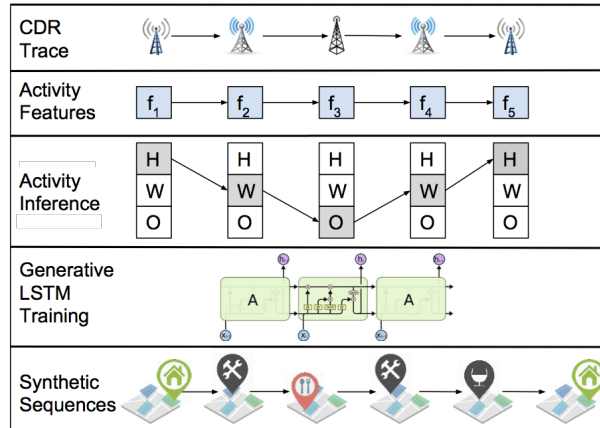 CDR
Trace
Activity
Features
f1 f2 f3 f4 f5
Activity
Inference
H H H H H
W W W W W
O O O O O
Generative
LSTM
Training
A A
Synthetic
Sequences